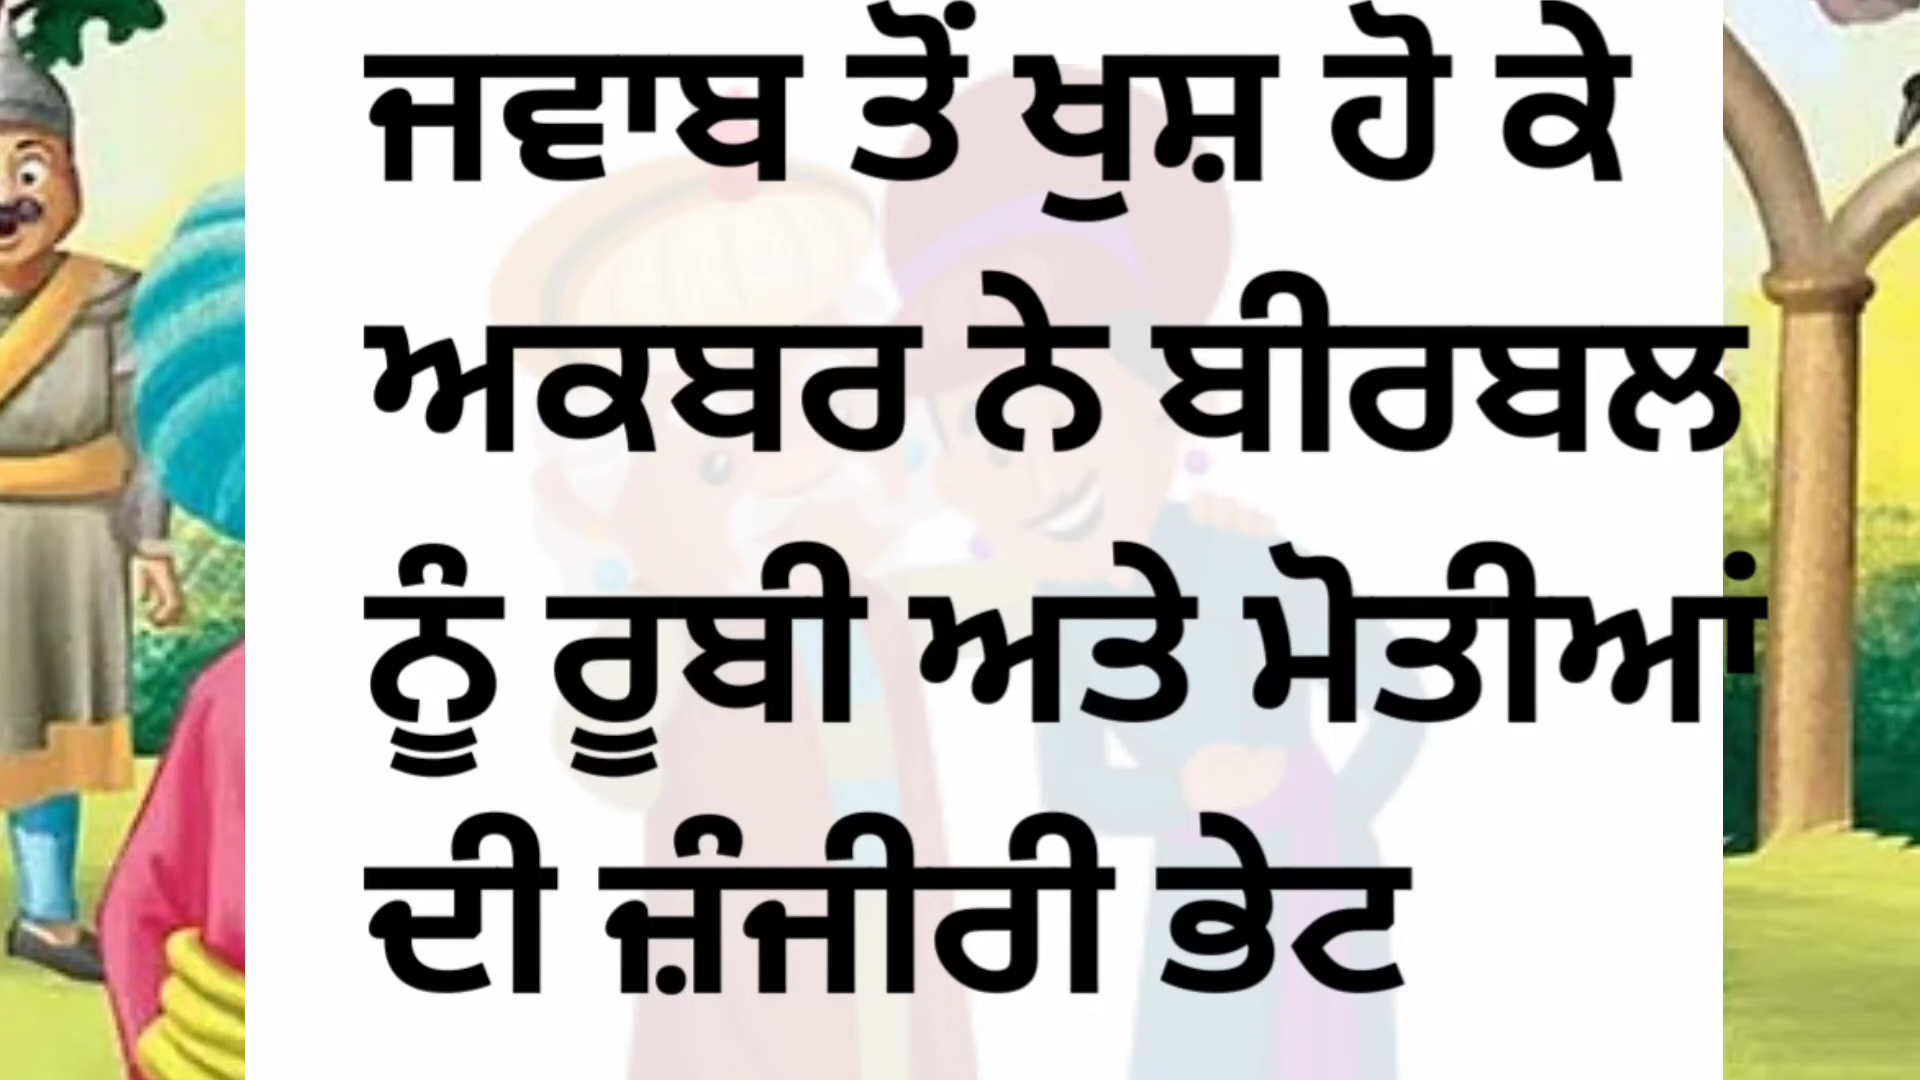 ਜਵਾਬ ਤੋਂ ਖੁਸ਼ ਹੋ ਕੇ
ਅਕਬਰ ਨੇ ਬੀਰਬਲ
ਨੂੰ ਰੂਬੀ ਅਤੇ ਮੋਤੀਆਂ
ਦੀ ਜ਼ੰਜੀਰੀ ਭੇਟ